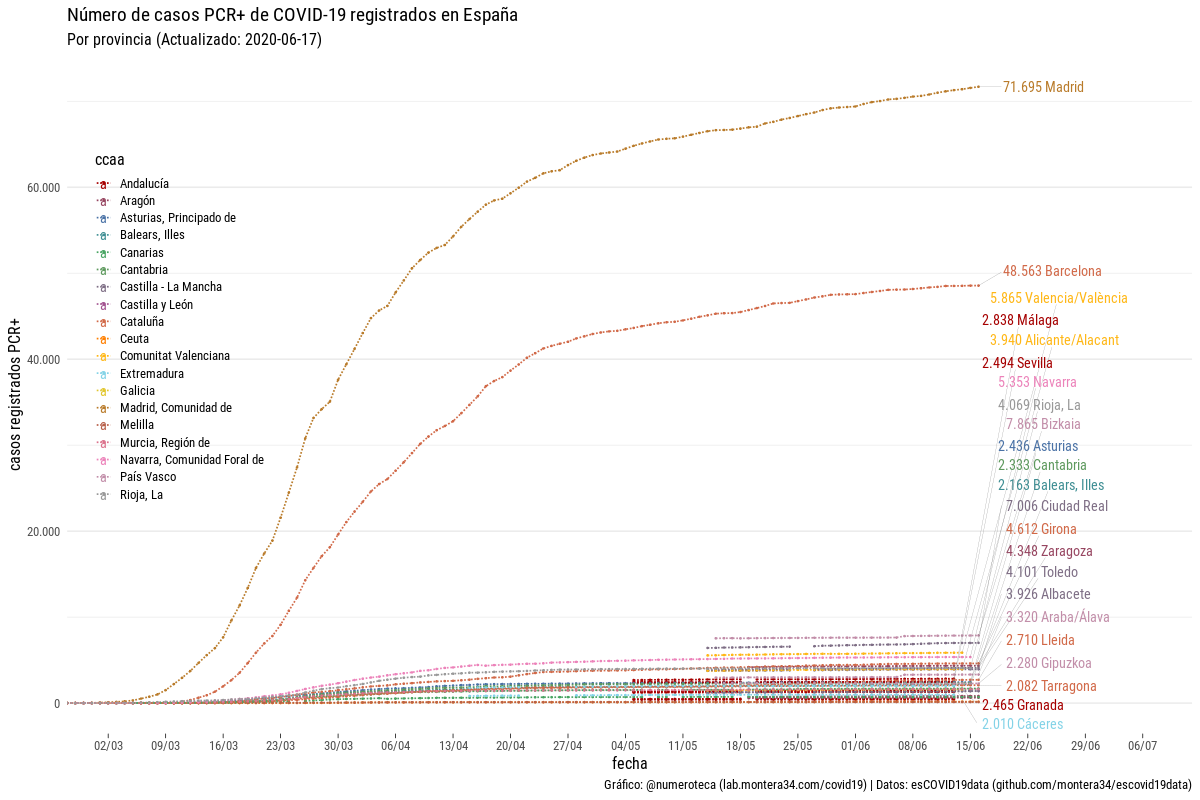 Número de casos PCR+ de COVID-19 registrados en España
Por provincia (Actualizado: 2020-06-17)
casos registrados PCR+
60.000
40.000
20.000
0
ccaa
Andalucía
Aragón
Asturias, Principado de
Balears, Illes
Canarias
Cantabria
Castilla - La Mancha
Castilla y León
Cataluña
Ceuta
Comunitat Valenciana
Extremadura
Galicia
Madrid, Comunidad de
Melilla
Murcia, Región de
Navarra, Comunidad Foral de
País Vasco
Rioja, La
71.695 Madrid
48.563 Barcelona
5.865 Valencia/València
2.838 Málaga
3.940 Alicante/Alacant
2.494 Sevilla
5.353 Navarra
4.069 Rioja, La
7.865 Bizkaia
2.436 Asturias
2.333 Cantabria
2.163 Balears, Illes
7.006 Ciudad Real
4.612 Girona
4.348 Zaragoza
4.101 Toledo
3.926 Albacete
3.320 Araba/Álava
2.710 Lleida
2.280 Gipuzkoa
2.082 Tarragona
2.465 Granada
2.010 Cáceres
02/03 09/03 16/03 23/03 30/03 06/04 13/04 20/04 27/04 04/05 11/05 18/05 25/05 01/06 08/06 15/06 22/06 29/06 06/07
fecha
Gráfico: @numeroteca (lab.montera34.com/covid19) | Datos: esCOVID19data (github.com/montera34/escovid19data)